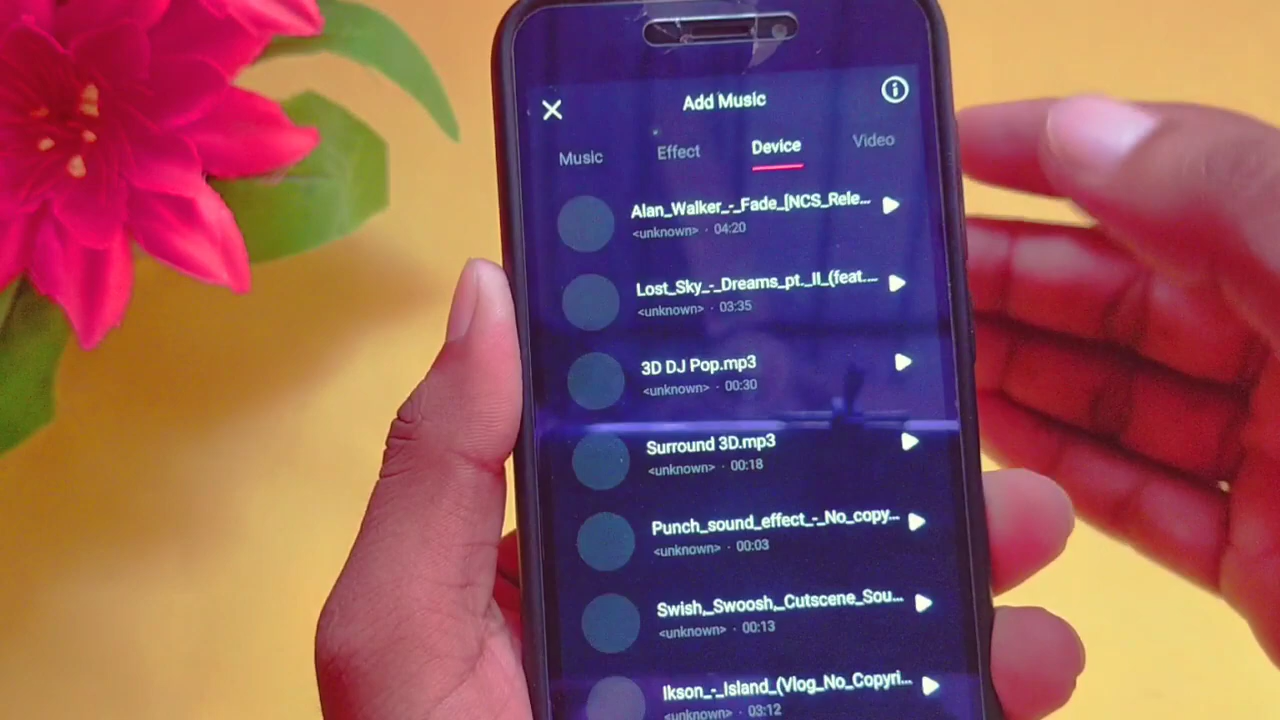 Add Music
Music Effect Device Video
Alan_Walker_-_Fade_[NCS_Rele...
<unknown> · 04:20
Lost_Sky_-_Dreams_pt._II_(feat....
<unknown> · 03:35
3D DJ Pop.mp3
<unknown> · 00:30
Surround 3D.mp3
<unknown> · 00:18
Punch_sound_effect_-_No_copy...
<unknown> · 00:03
Swish,_Swoosh,_Cutscene_Sou...
<unknown> · 00:13
Ikson_-_Island_(Vlog_No_Copyri...
<unknown> · 03:12